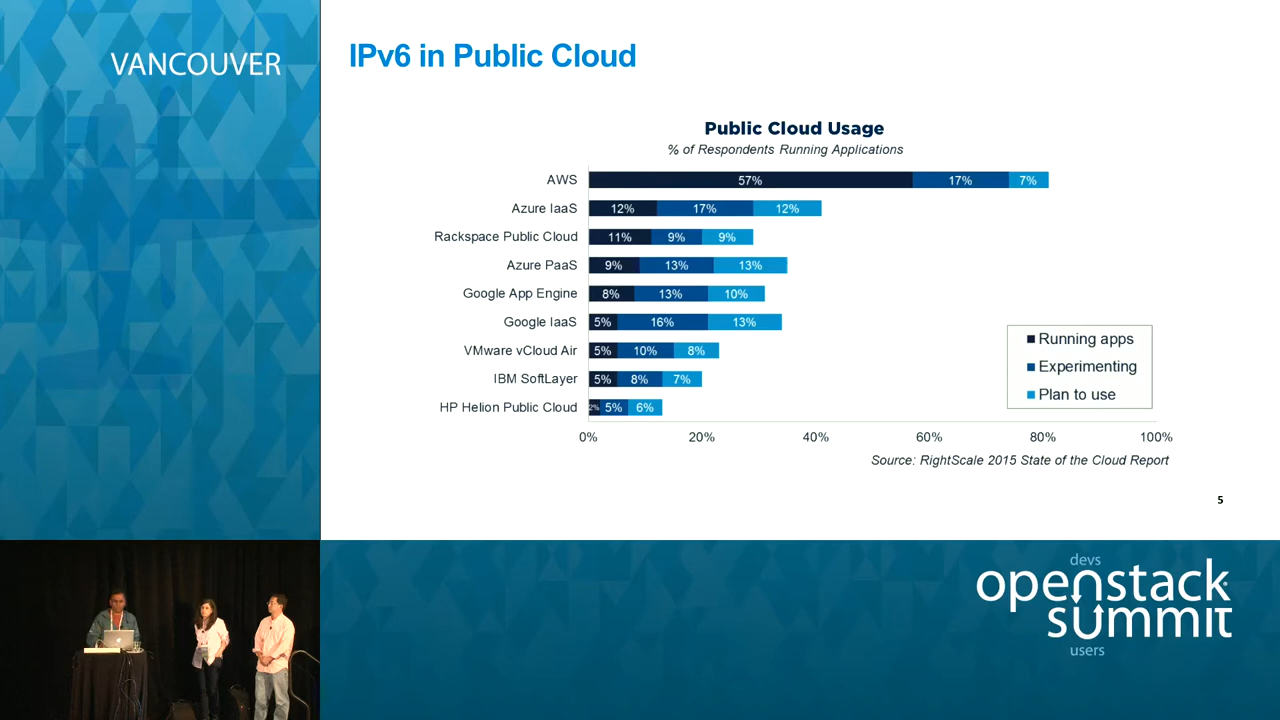 VANCOUVER
IPv6 in Public Cloud
Public Cloud Usage
% of Respondents Running Applications
AWS 57% 17% 7%
Azure IaaS 12% 17% 12%
Rackspace Public Cloud 11% 9% 9%
Azure PaaS 9% 13% 13%
Google App Engine 8% 13% 10%
Google IaaS 5% 16% 13%
VMware vCloud Air 5% 10% 8%
IBM SoftLayer 5% 8% 7%
HP Helion Public Cloud 2% 5% 6%
Running apps
Experimenting
Plan to use
0% 20% 40% 60% 80% 100%
Source: RightScale 2015 State of the Cloud Report
5
devs
openstack
summit
users